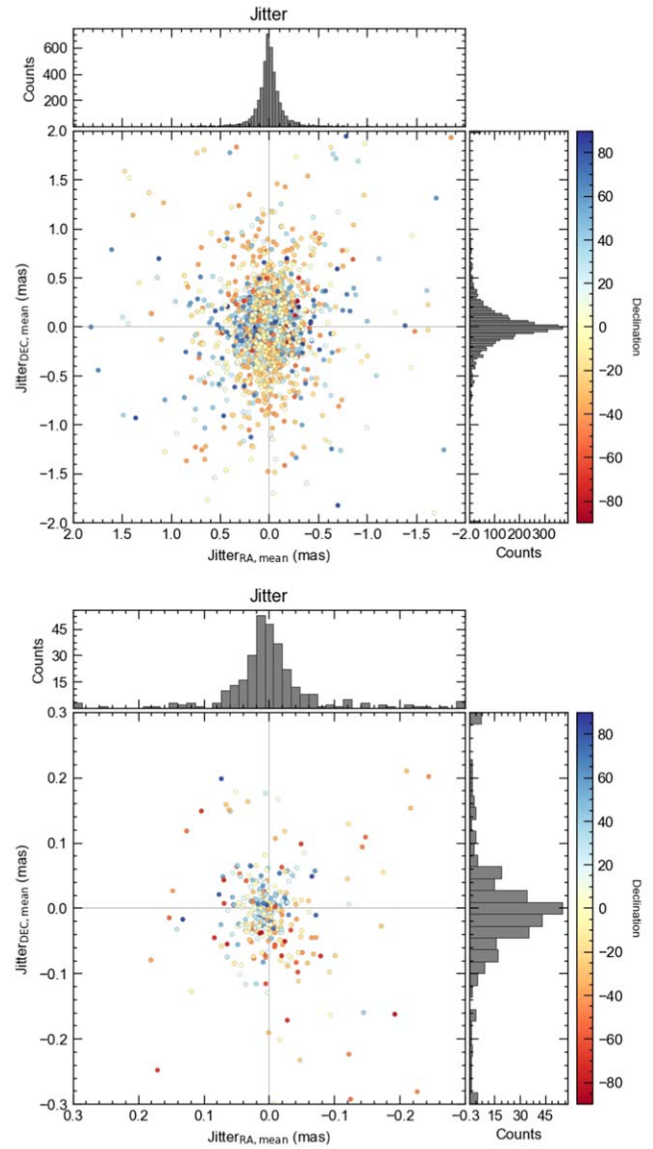 Jitter
600
400
200
Counts
2.0
1.5
1.0
0.5
0.0
−0.5
−1.0
−1.5
−2.0
Jitter_DEC, mean (mas)
2.0 1.5 1.0 0.5 0.0 −0.5 −1.0 −1.5 −2.0 100 200 300
Jitter_RA, mean (mas)
Counts
80
60
40
20
0
−20
−40
−60
−80
Declination
Jitter
45
30
15
Counts
0.3
0.2
0.1
0.0
−0.1
−0.2
−0.3
Jitter_DEC, mean (mas)
0.3 0.2 0.1 0.0 −0.1 −0.2 −0.3 15 30 45
Jitter_RA, mean (mas)
Counts
80
60
40
20
0
−20
−40
−60
−80
Declination